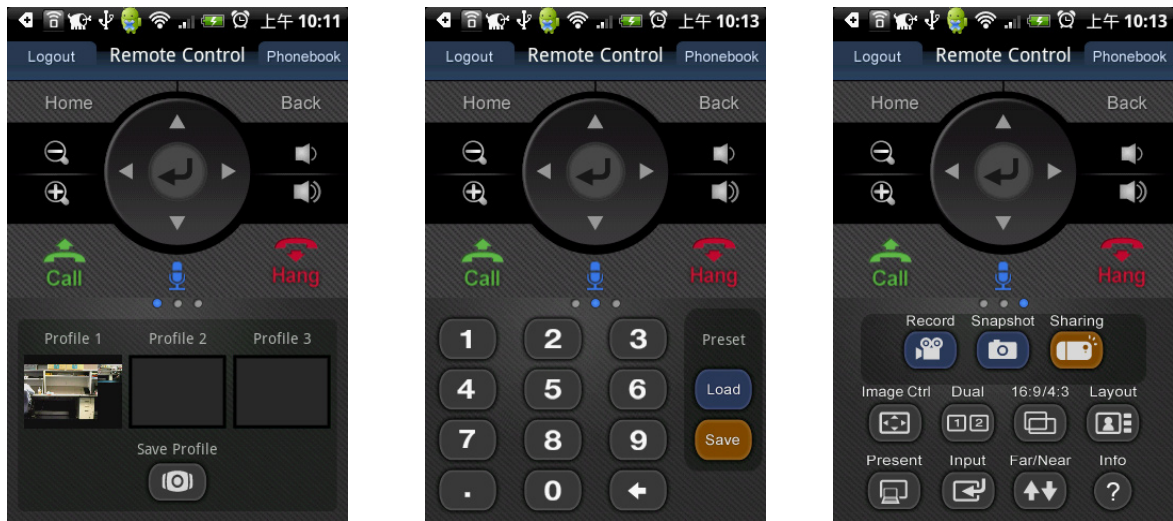 上午 10:11
Logout Remote Control Phonebook
Home Back
Call Hang
Profile 1 Profile 2 Profile 3
Save Profile
上午 10:13
Logout Remote Control Phonebook
Home Back
Call Hang
1 2 3 Preset
4 5 6 Load
7 8 9 Save
. 0
上午 10:13
Logout Remote Control Phonebook
Home Back
Call Hang
Record Snapshot Sharing
Image Ctrl Dual 16:9/4:3 Layout
1 2
Present Input Far/Near Info
?